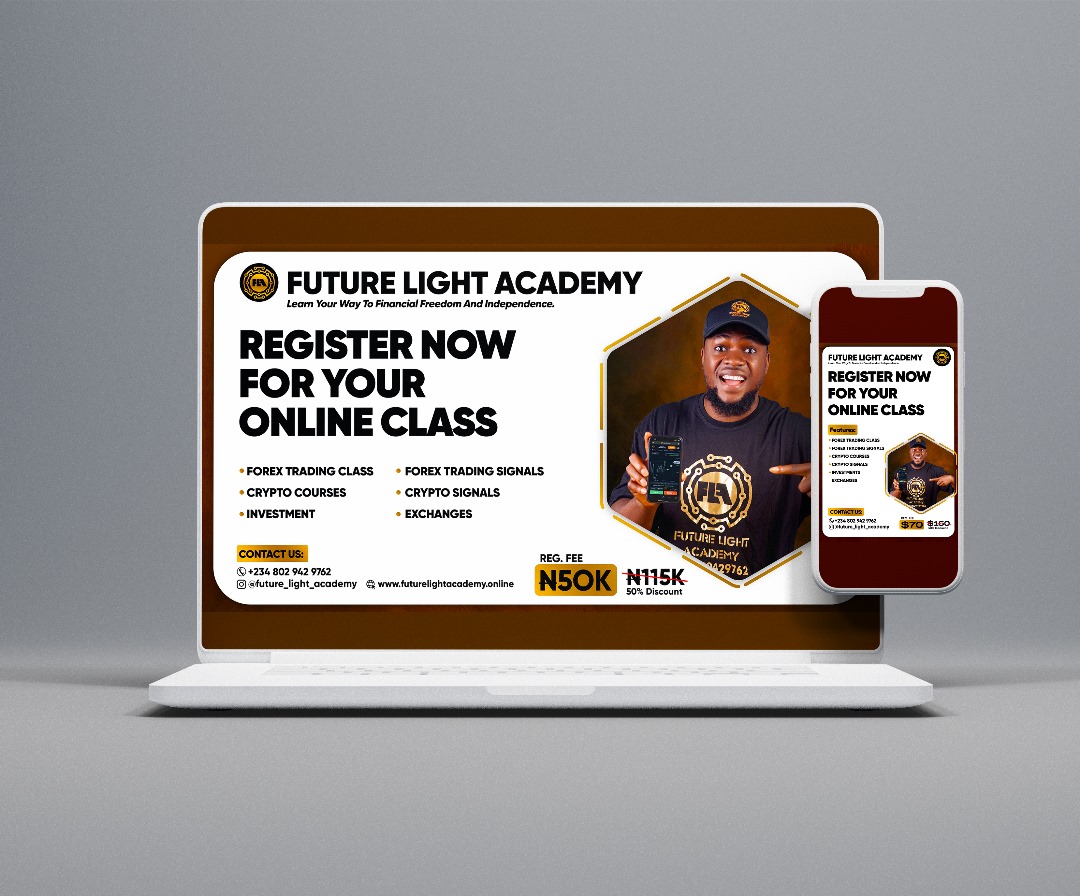 FLA
FUTURE LIGHT ACADEMY
Learn Your Way To Financial Freedom And Independence.
REGISTER NOW
FOR YOUR
ONLINE CLASS
• FOREX TRADING CLASS
• CRYPTO COURSES
• INVESTMENT
• FOREX TRADING SIGNALS
• CRYPTO SIGNALS
• EXCHANGES
CONTACT US:
+234 802 942 9762
@future_light_academy
www.futurelightacademy.online
REG. FEE
₦50K
₦115K
50% Discount
FLA
FUTURE LIGHT
ACADEMY
9429762
FUTURE LIGHT ACADEMY
REGISTER NOW
FOR YOUR
ONLINE CLASS
Features:
• FOREX TRADING CLASS
• FOREX TRADING SIGNALS
• CRYPTO COURSES
• CRYPTO SIGNALS
• INVESTMENTS
EXCHANGES
CONTACT US:
+234 802 942 9762
@future_light_academy
$70
$160